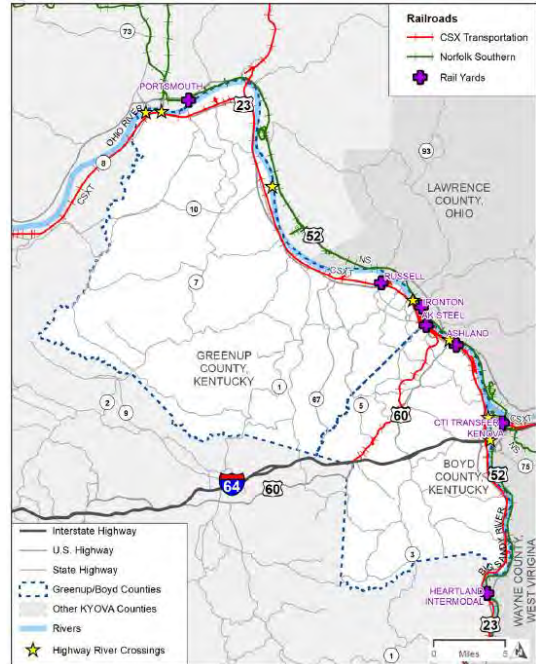 Railroads
CSX Transportation
Norfolk Southern
Rail Yards
73
PORTSMOUTH
OHIO RIVER
23
8
CSXT
93
LAWRENCE
COUNTY,
OHIO
10
52
NS
7
CSXT
RUSSELL
IRONTON
AK STEEL
ASHLAND
GREENUP
COUNTY,
KENTUCKY
1
67
5
2
9
60
CTI TRANSFER
CSXT
KENOVA
NS
75
64
60
BOYD
COUNTY,
KENTUCKY
52
BIG SANDY RIVER
WAYNE COUNTY,
WEST VIRGINIA
3
HEARTLAND
INTERMODAL
23
1
Interstate Highway
U.S. Highway
State Highway
Greenup/Boyd Counties
Other KYOVA Counties
Rivers
Highway River Crossings
0
Miles